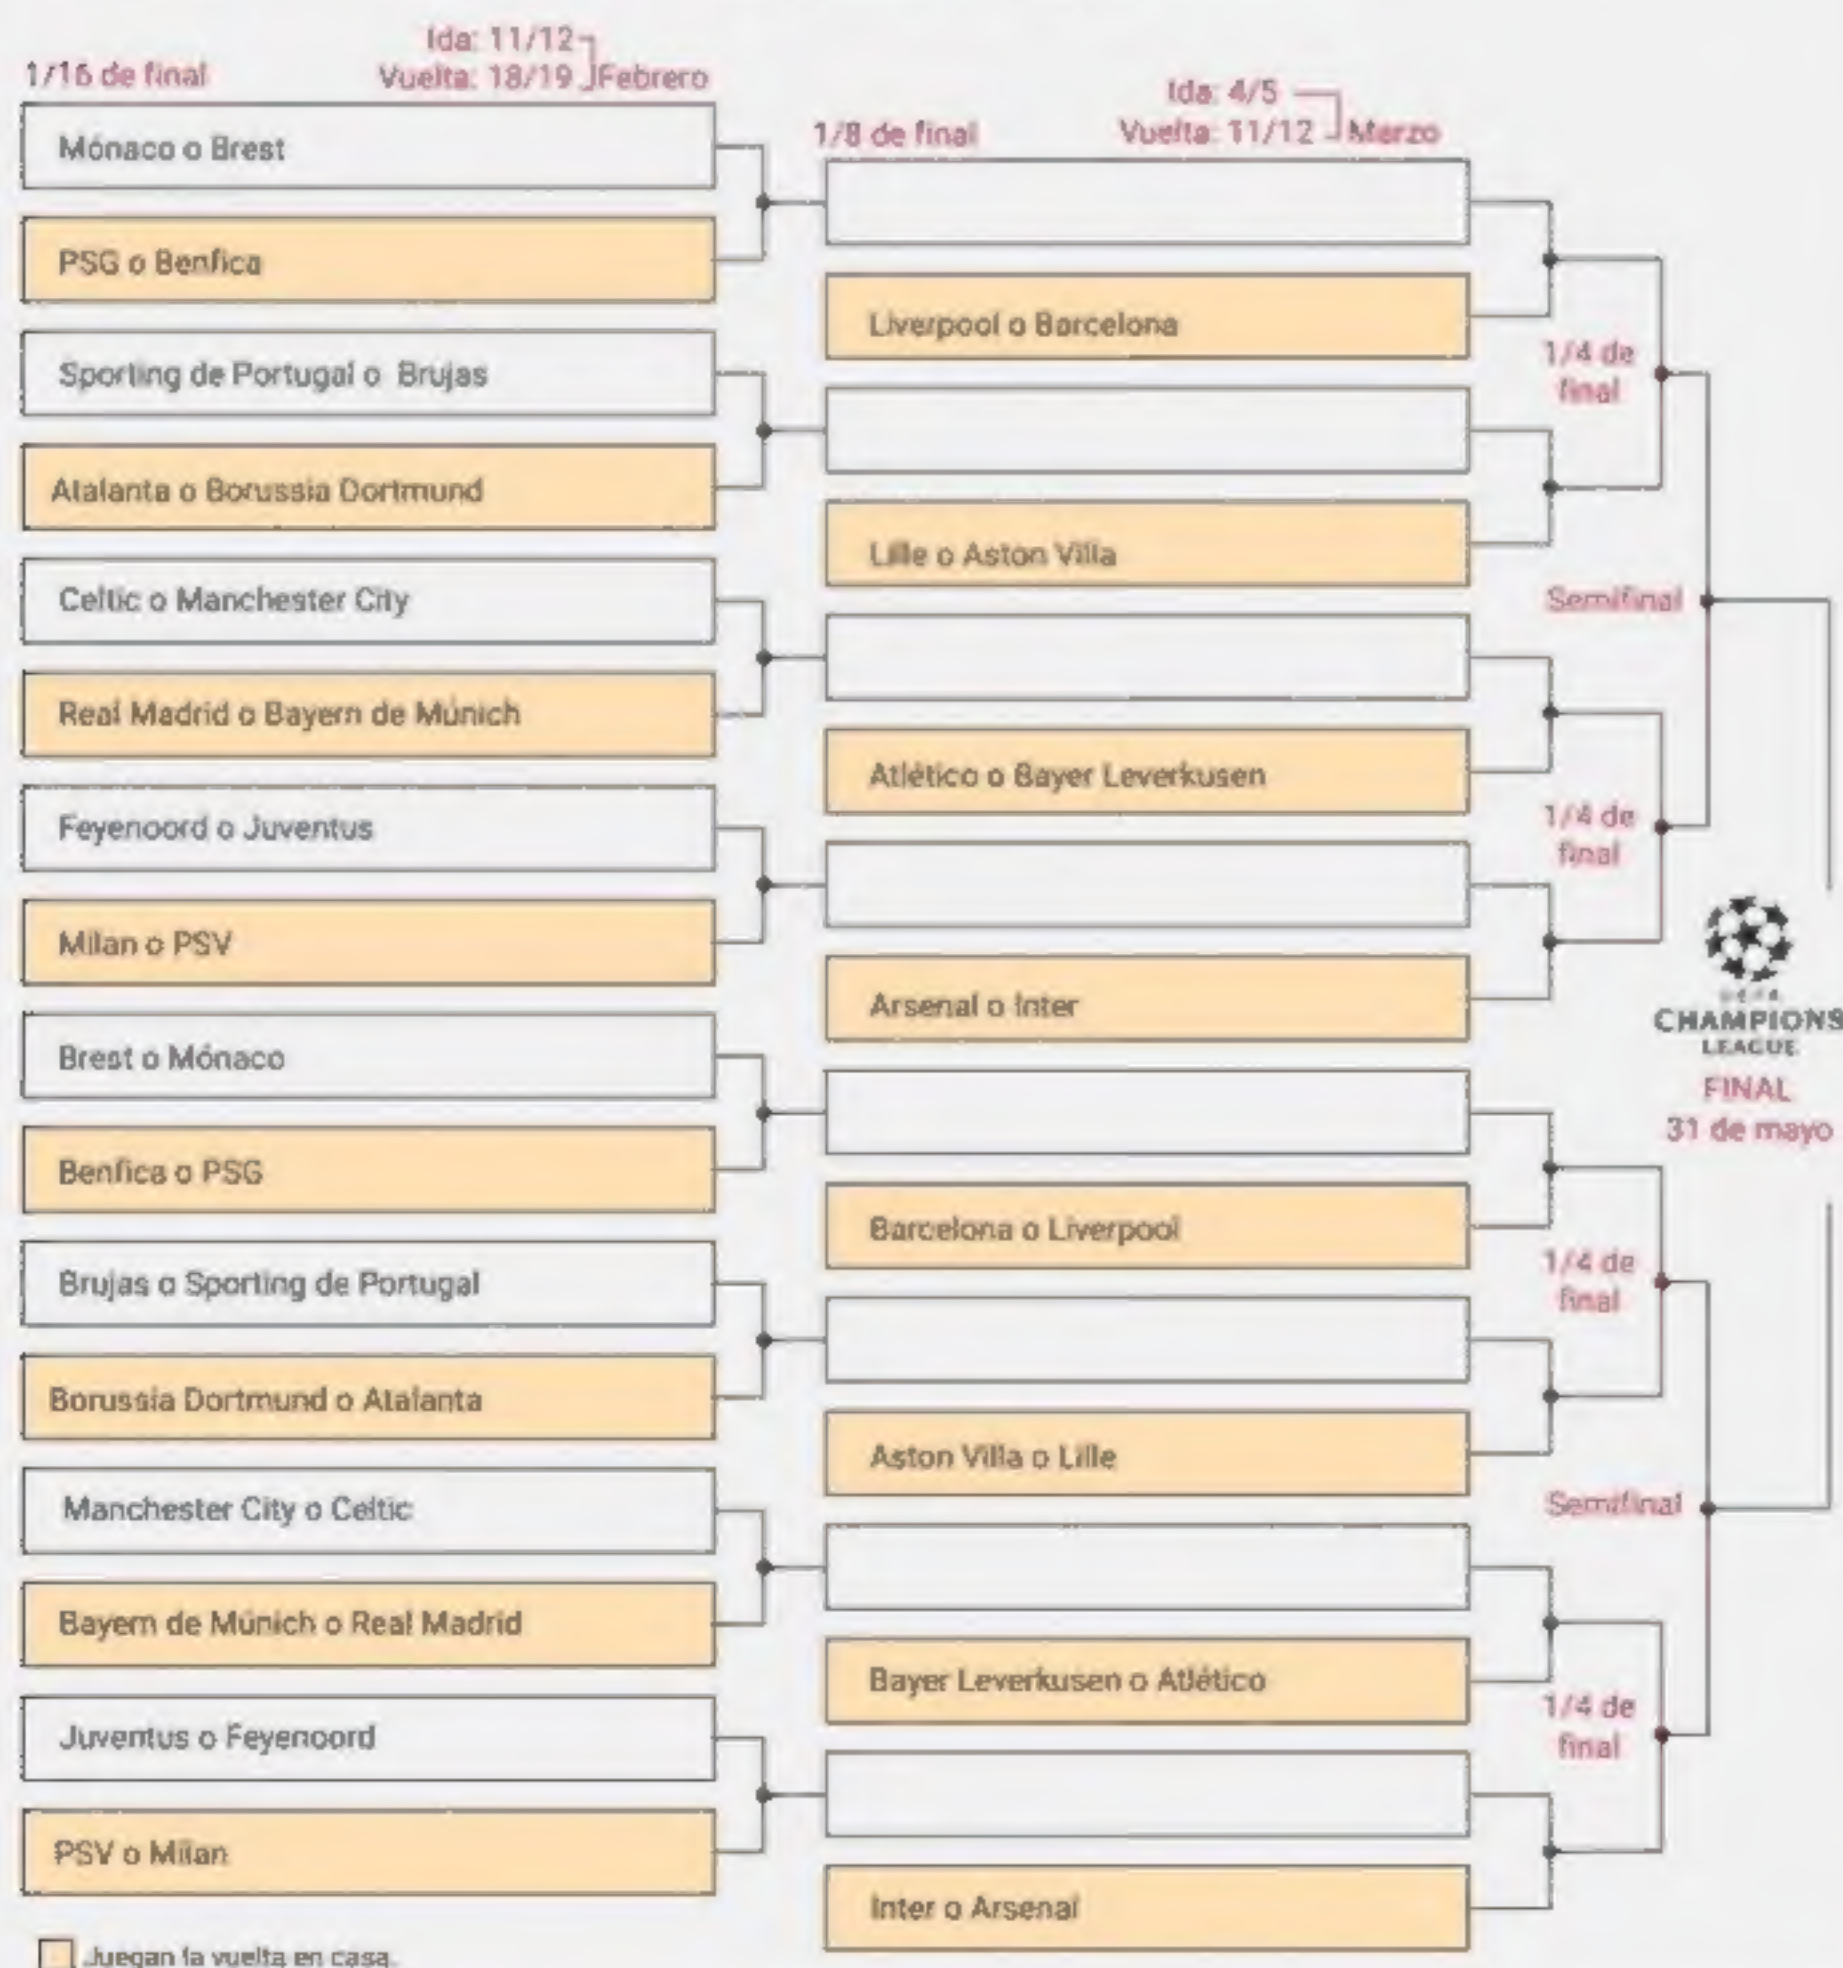 1/16 de final
Ida: 11/12
Vuelta: 18/19
Febrero
Mónaco o Brest
PSG o Benfica
Sporting de Portugal o Brujas
Atalanta o Borussia Dortmund
Celtic o Manchester City
Real Madrid o Bayern de Múnich
Feyenoord o Juventus
Milan o PSV
Brest o Mónaco
Benfica o PSG
Brujas o Sporting de Portugal
Borussia Dortmund o Atalanta
Manchester City o Celtic
Bayern de Múnich o Real Madrid
Juventus o Feyenoord
PSV o Milan
Juegan la vuelta en casa.
1/8 de final
Ida: 4/5
Vuelta: 11/12
Marzo
Liverpool o Barcelona
Lille o Aston Villa
Atlético o Bayer Leverkusen
Arsenal o Inter
Barcelona o Liverpool
Aston Villa o Lille
Bayer Leverkusen o Atlético
Inter o Arsenal
1/4 de
final
Semifinal
1/4 de
final
UEFA
CHAMPIONS
LEAGUE
FINAL
31 de mayo
1/4 de
final
Semifinal
1/4 de
final